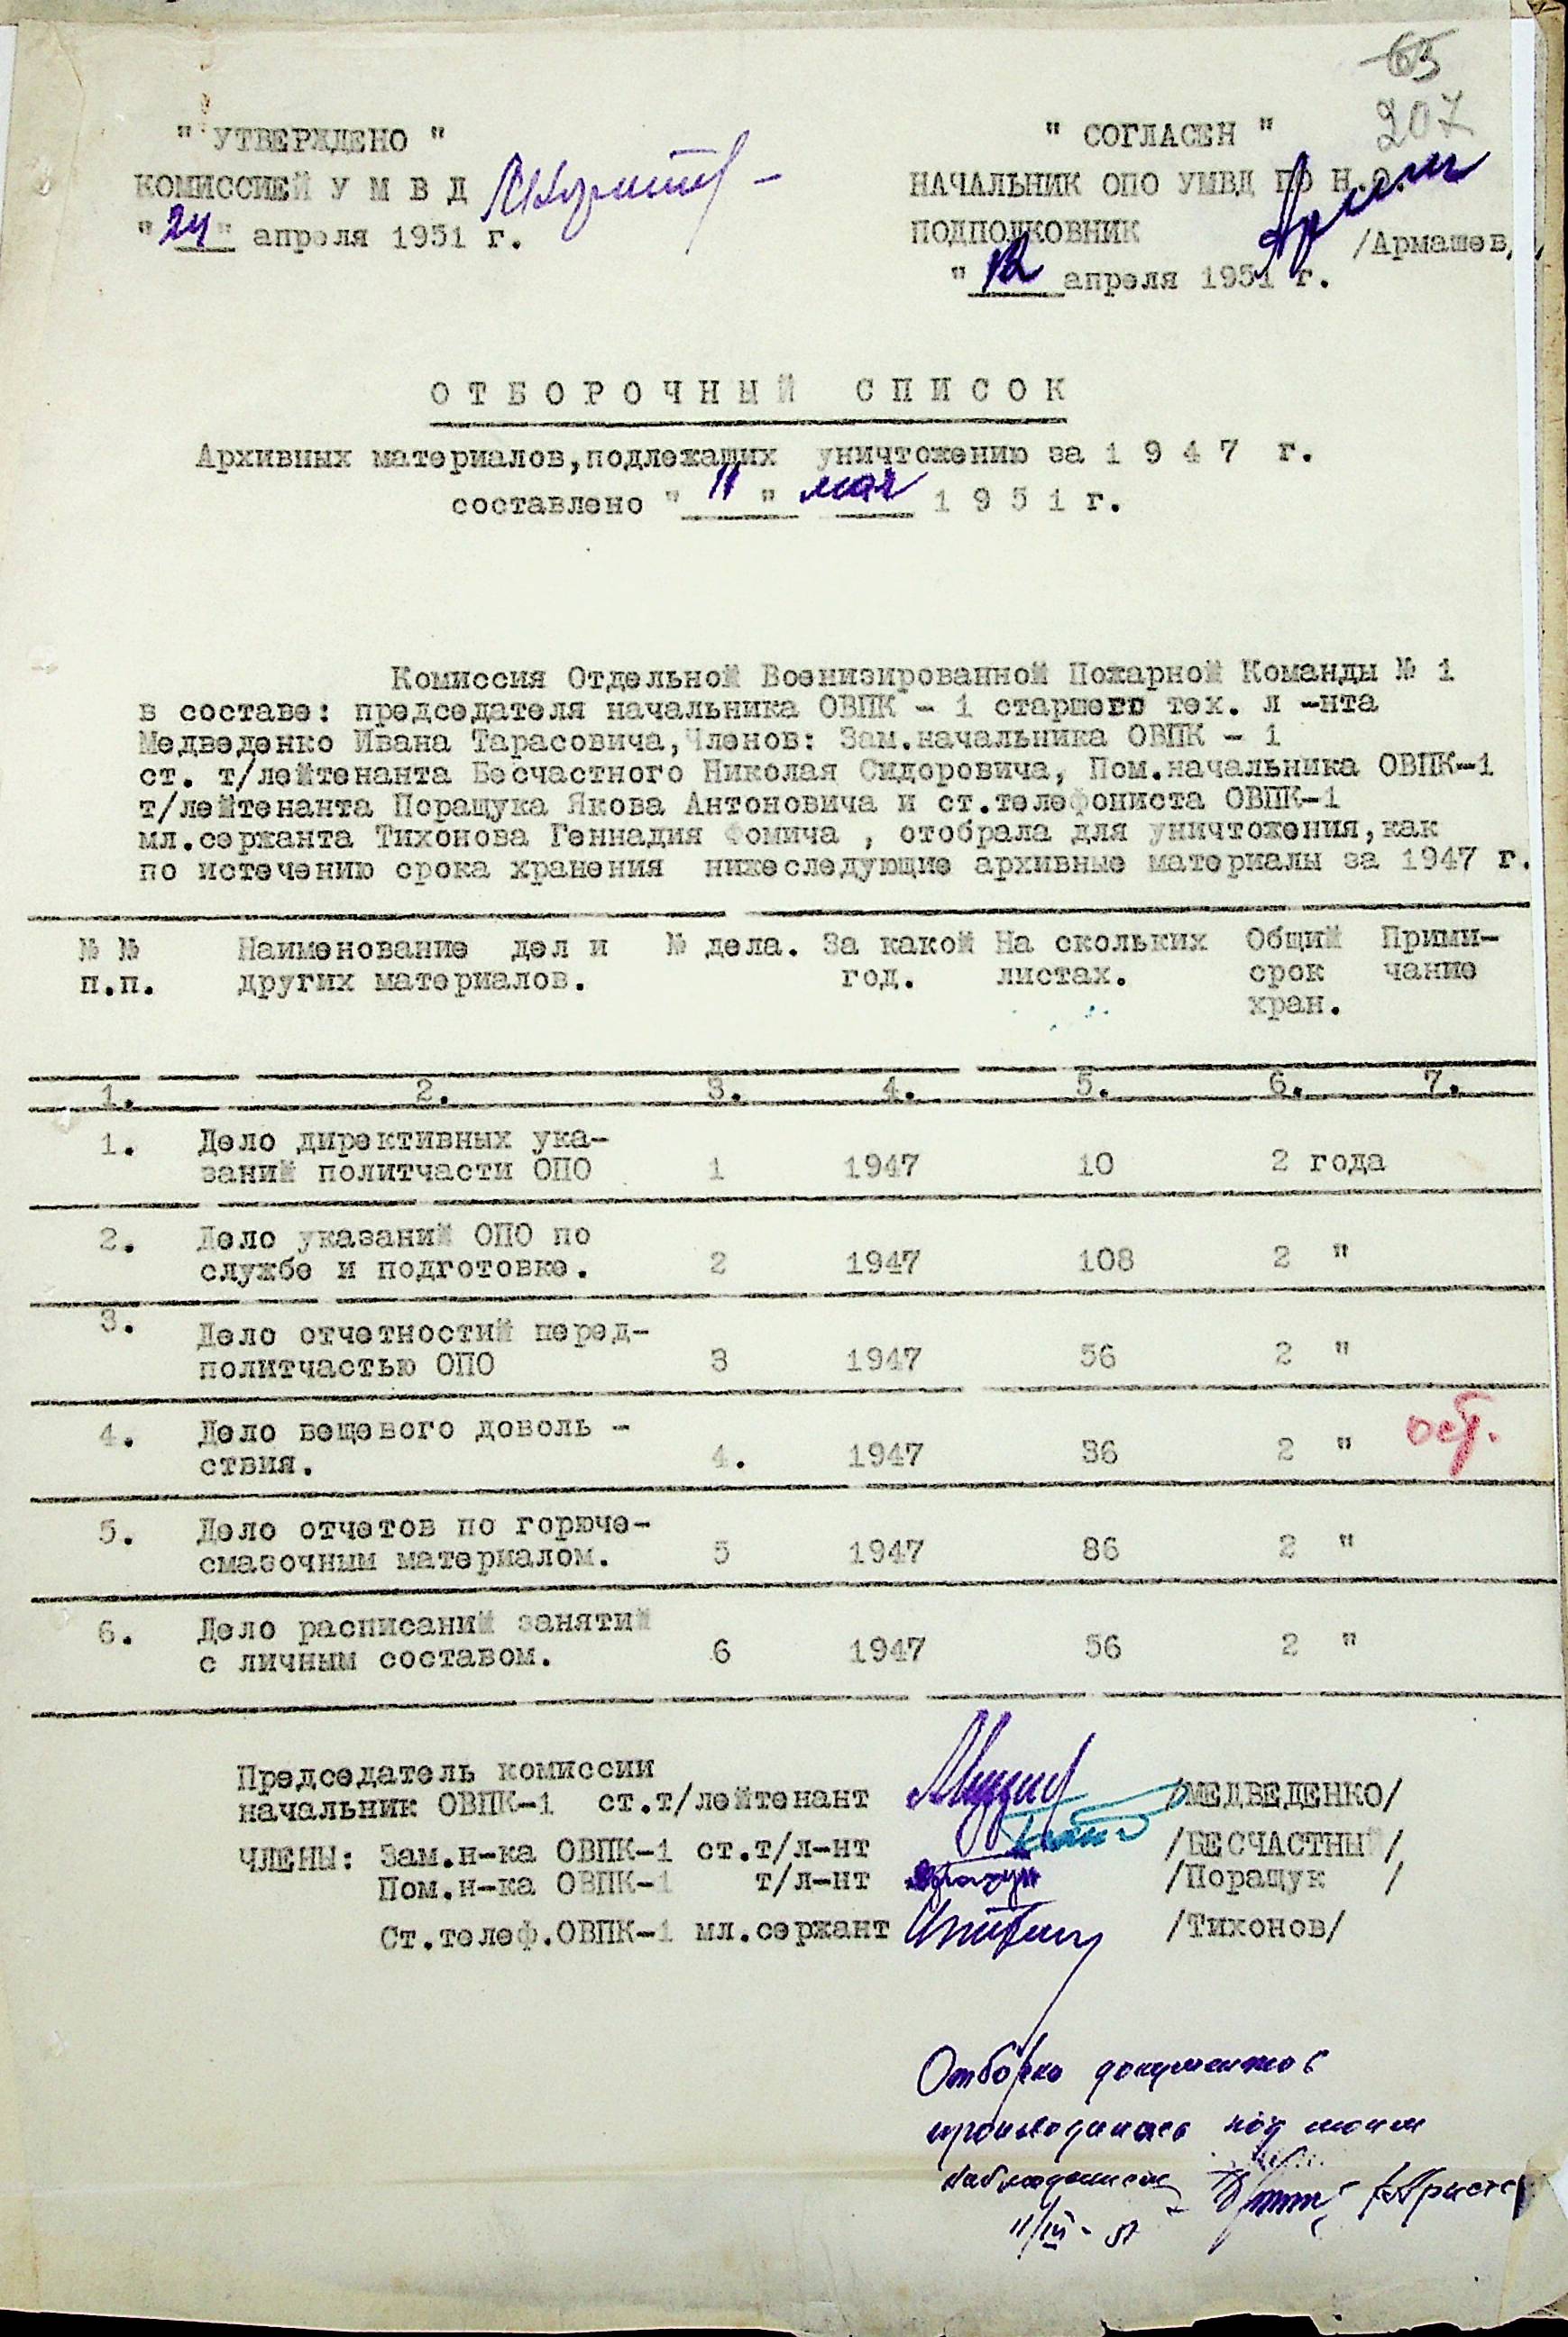 65
207
" УТВЕРЖДЕНО "
КОМИССИЕЙ У М В Д
"24" апреля 1951 г.
" СОГЛАСЕН "
НАЧАЛЬНИК ОПО УМВД ПО Н.О.
ПОДПОЛКОВНИК
/Армашов/
"12 апреля 1951 г.
О Т Б О Р О Ч Н Ы Й С П И С О К
Архивных материалов,подлежащих уничтожению за 1 9 4 7 г.
составлено " 11 " мая 1 9 5 1 г.
Комиссия Отдельной Военизированной Пожарной Команды № 1
в составе: председателя начальника ОВПК - 1 старшего тех. л -нта
Медведенко Ивана Тарасовича,Членов: Зам.начальника ОВПК - 1
ст. т/лейтенанта Бесчастного Николая Сидоровича, Пом.начальника ОВПК-1
т/лейтенанта Поращука Якова Антоновича и ст.телефониста ОВПК-1
мл.сержанта Тихонова Геннадия Фомича , отобрала для уничтожения,как
по истечению срока хранения нижеследующие архивные материалы за 1947 г.
№ № Наименование дел и № дела. За какой На скольких Общий Прими-
п.п. других материалов. год. листах. срок чание
хран.
1. 2. 3. 4. 5. 6. 7.
1. Дело директивных ука-
заний политчасти ОПО 1 1947 10 2 года
2. Дело указаний ОПО по
службе и подготовке. 2 1947 108 2 "
3. Дело отчетностий перед-
политчастью ОПО 3 1947 56 2 "
4. Дело вещевого доволь -
ствия. 4. 1947 36 2 " ост.
5. Дело отчетов по горюче-
смазочным материалом. 5 1947 86 2 "
6. Дело расписаний занятий
с личным составом. 6 1947 56 2 "
Председатель комиссии
начальник ОВПК-1 ст.т/лейтенант /МЕДВЕДЕНКО/
ЧЛЕНЫ: Зам.н-ка ОВПК-1 ст.т/л-нт /БЕСЧАСТНЫЙ/
Пом.н-ка ОВПК-1 т/л-нт /Поращук /
Ст.телеф.ОВПК-1 мл.сержант /Тихонов/
Отборка документов
производилась под моим
наблюдением